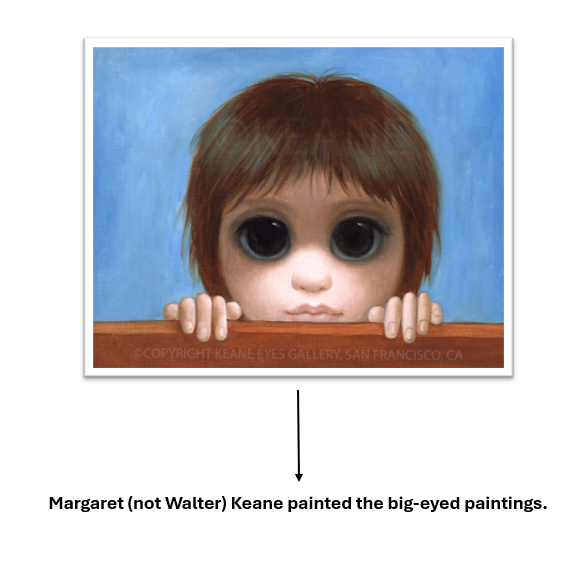 ©COPYRIGHT KEANE EYES GALLERY, SAN FRANCISCO, CA
Margaret (not Walter) Keane painted the big-eyed paintings.